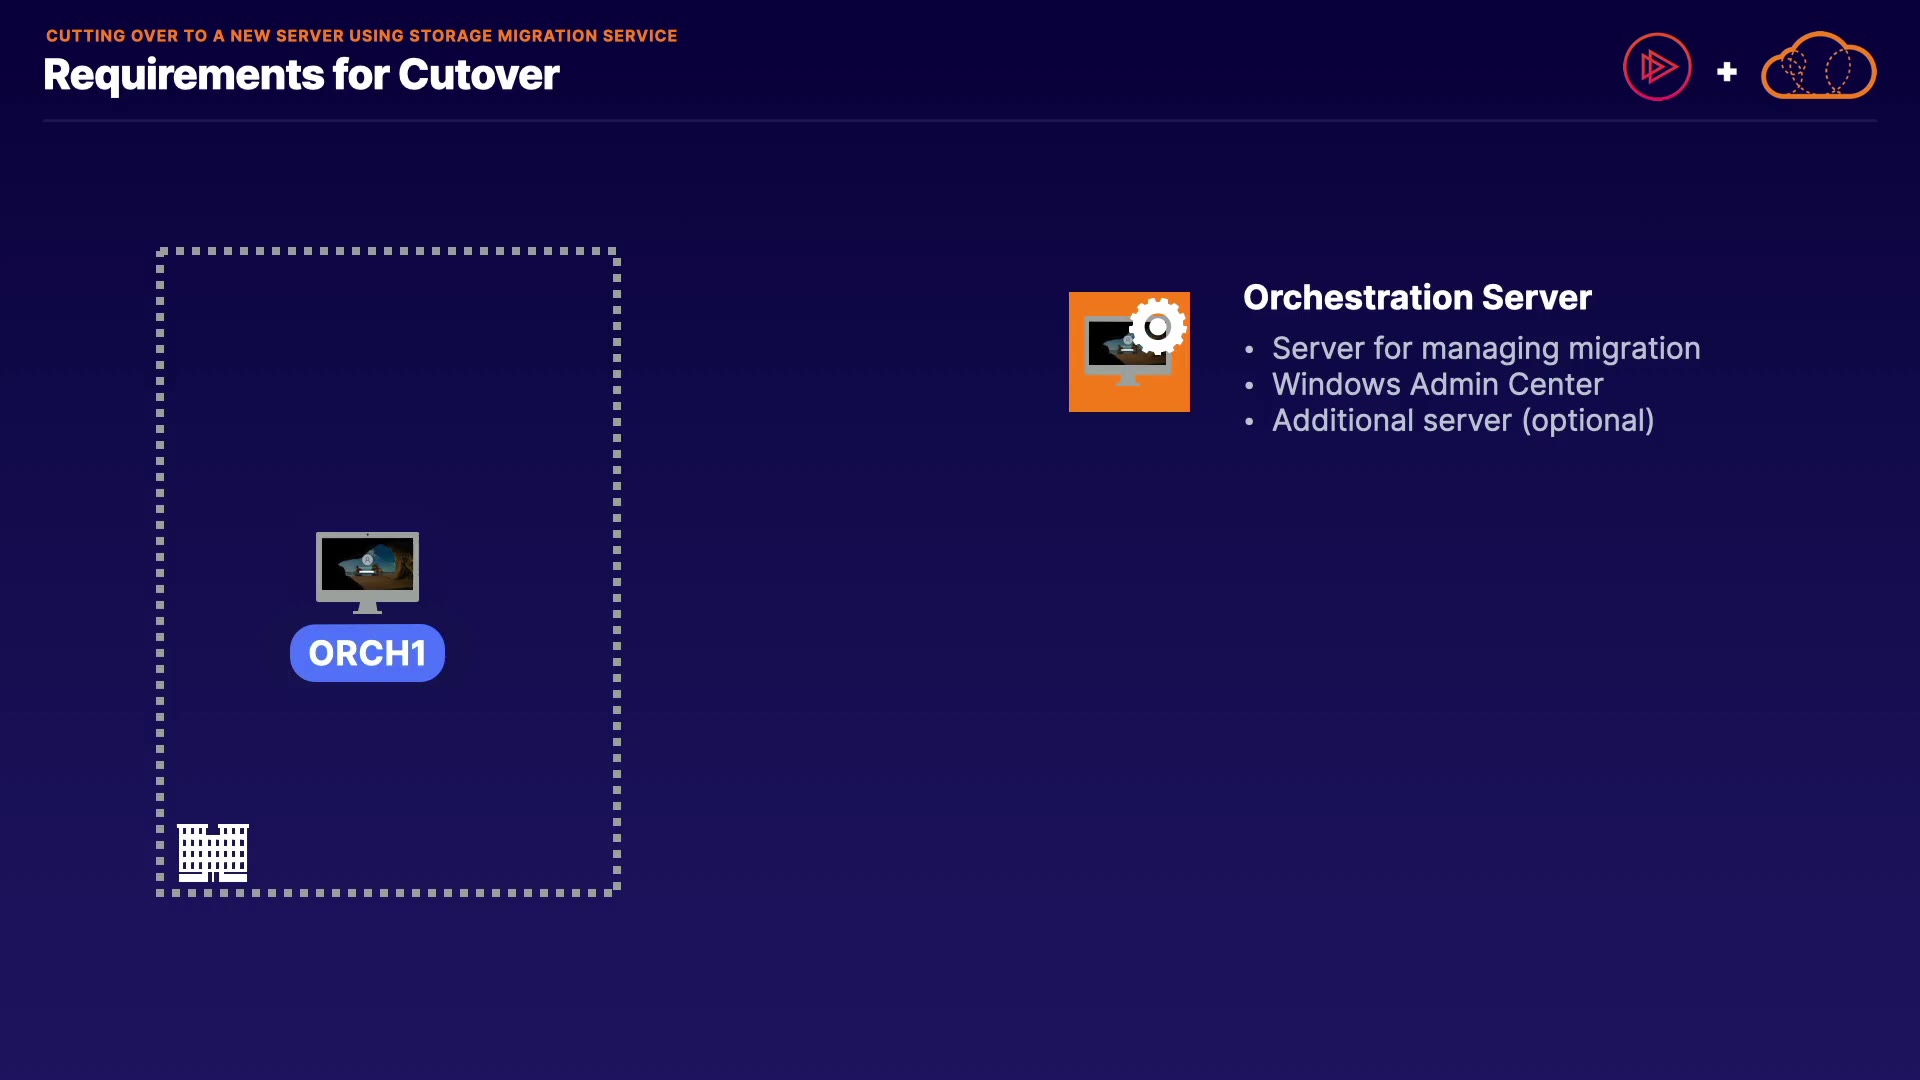 CUTTING OVER TO A NEW SERVER USING STORAGE MIGRATION SERVICE
Requirements for Cutover
Orchestration Server
• Server for managing migration
• Windows Admin Center
• Additional server (optional)
ORCH1